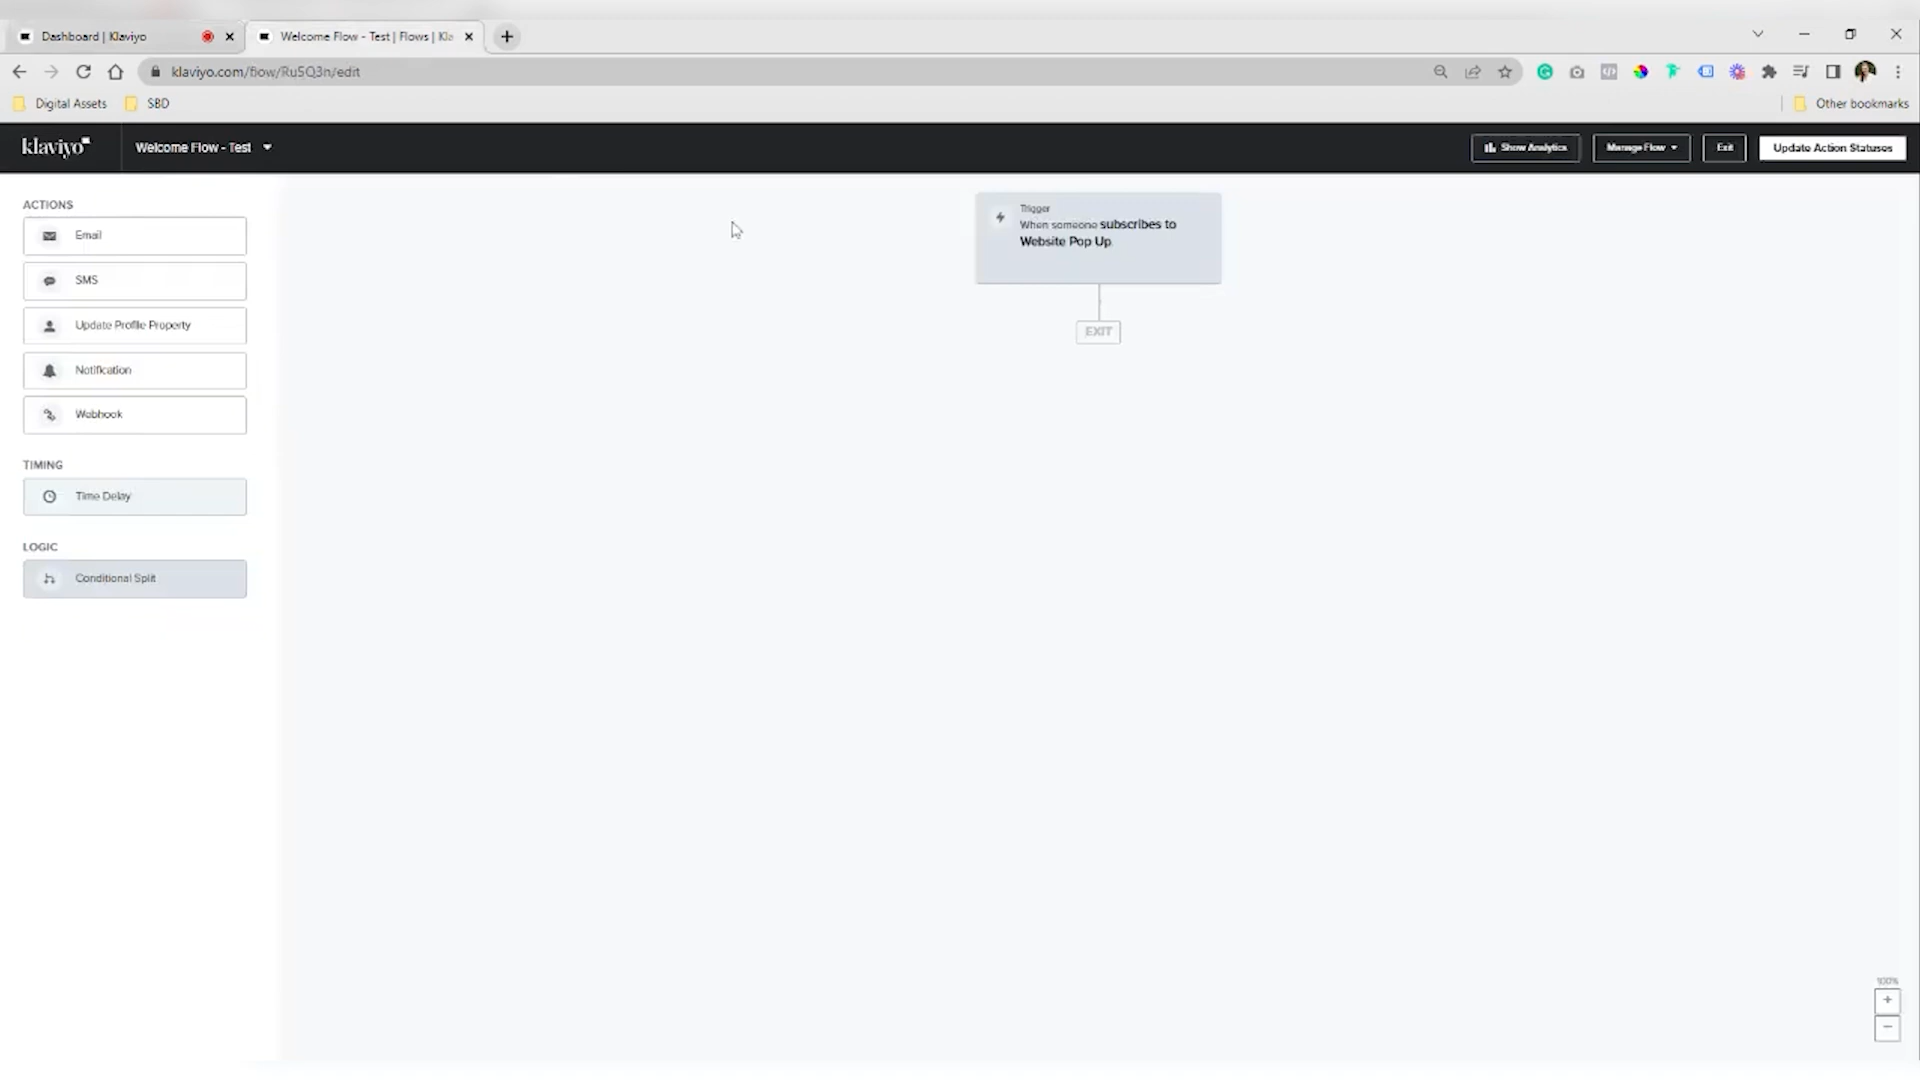 Dashboard | Klaviyo
Welcome Flow - Test | Flows | Kla
klaviyo.com/flow/Ru5Q3n/edit
Digital Assets
SBD
Other bookmarks
klaviyo
Welcome Flow - Test
Show Analytics
Manage Flow
Exit
Update Action Statuses
ACTIONS
Email
SMS
Update Profile Property
Notification
Webhook
TIMING
Time Delay
LOGIC
Conditional Split
Trigger
When someone subscribes to
Website Pop Up.
EXIT
100%